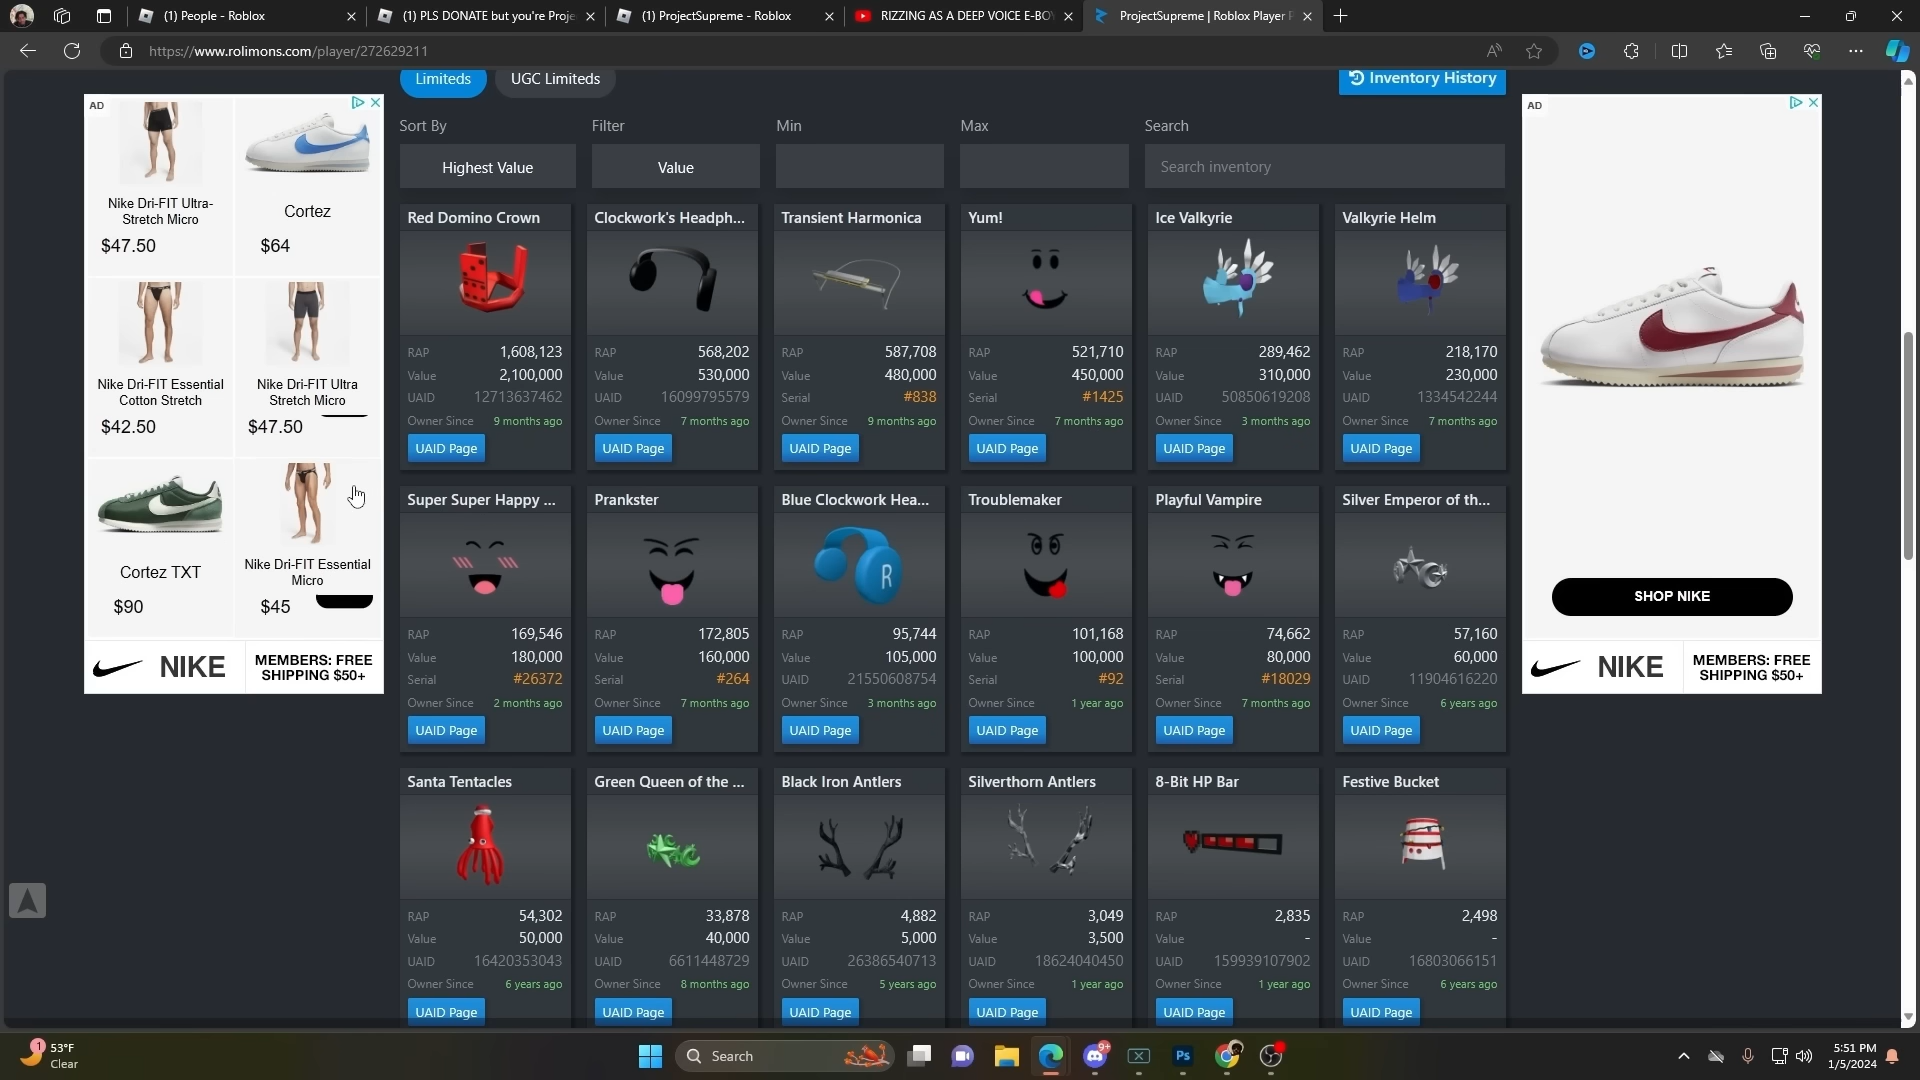 (1) People - Roblox
(1) PLS DONATE but you're Proje
(1) ProjectSupreme - Roblox
RIZZING AS A DEEP VOICE E-BOY
ProjectSupreme | Roblox Player P
https://www.rolimons.com/player/272629211
Limiteds
UGC Limiteds
Inventory History
Sort By
Filter
Min
Max
Search
Highest Value
Value
Search inventory
AD
Nike Dri-FIT Ultra-
Stretch Micro
$47.50
Cortez
$64
Nike Dri-FIT Essential
Cotton Stretch
$42.50
Nike Dri-FIT Ultra
Stretch Micro
$47.50
Cortez TXT
$90
Nike Dri-FIT Essential
Micro
$45
NIKE
MEMBERS: FREE
SHIPPING $50+
Red Domino Crown
RAP 1,608,123
Value 2,100,000
UAID 12713637462
Owner Since 9 months ago
UAID Page
Clockwork's Headph...
RAP 568,202
Value 530,000
UAID 16099795579
Owner Since 7 months ago
UAID Page
Transient Harmonica
RAP 587,708
Value 480,000
Serial #838
Owner Since 9 months ago
UAID Page
Yum!
RAP 521,710
Value 450,000
Serial #1425
Owner Since 7 months ago
UAID Page
Ice Valkyrie
RAP 289,462
Value 310,000
UAID 50850619208
Owner Since 3 months ago
UAID Page
Valkyrie Helm
RAP 218,170
Value 230,000
UAID 1334542244
Owner Since 7 months ago
UAID Page
Super Super Happy ...
RAP 169,546
Value 180,000
Serial #26372
Owner Since 2 months ago
UAID Page
Prankster
RAP 172,805
Value 160,000
Serial #264
Owner Since 7 months ago
UAID Page
Blue Clockwork Hea...
R
RAP 95,744
Value 105,000
UAID 21550608754
Owner Since 3 months ago
UAID Page
Troublemaker
RAP 101,168
Value 100,000
Serial #92
Owner Since 1 year ago
UAID Page
Playful Vampire
RAP 74,662
Value 80,000
Serial #18029
Owner Since 7 months ago
UAID Page
Silver Emperor of th...
RAP 57,160
Value 60,000
UAID 11904616220
Owner Since 6 years ago
UAID Page
Santa Tentacles
RAP 54,302
Value 50,000
UAID 16420353043
Owner Since 6 years ago
UAID Page
Green Queen of the ...
RAP 33,878
Value 40,000
UAID 6611448729
Owner Since 8 months ago
UAID Page
Black Iron Antlers
RAP 4,882
Value 5,000
UAID 26386540713
Owner Since 5 years ago
UAID Page
Silverthorn Antlers
RAP 3,049
Value 3,500
UAID 18624040450
Owner Since 1 year ago
UAID Page
8-Bit HP Bar
RAP 2,835
Value -
UAID 159939107902
Owner Since 1 year ago
UAID Page
Festive Bucket
RAP 2,498
Value -
UAID 16803066151
Owner Since 6 years ago
UAID Page
AD
SHOP NIKE
NIKE
MEMBERS: FREE
SHIPPING $50+
1
53°F
Clear
Search
9+
Ps
5:51 PM
1/5/2024